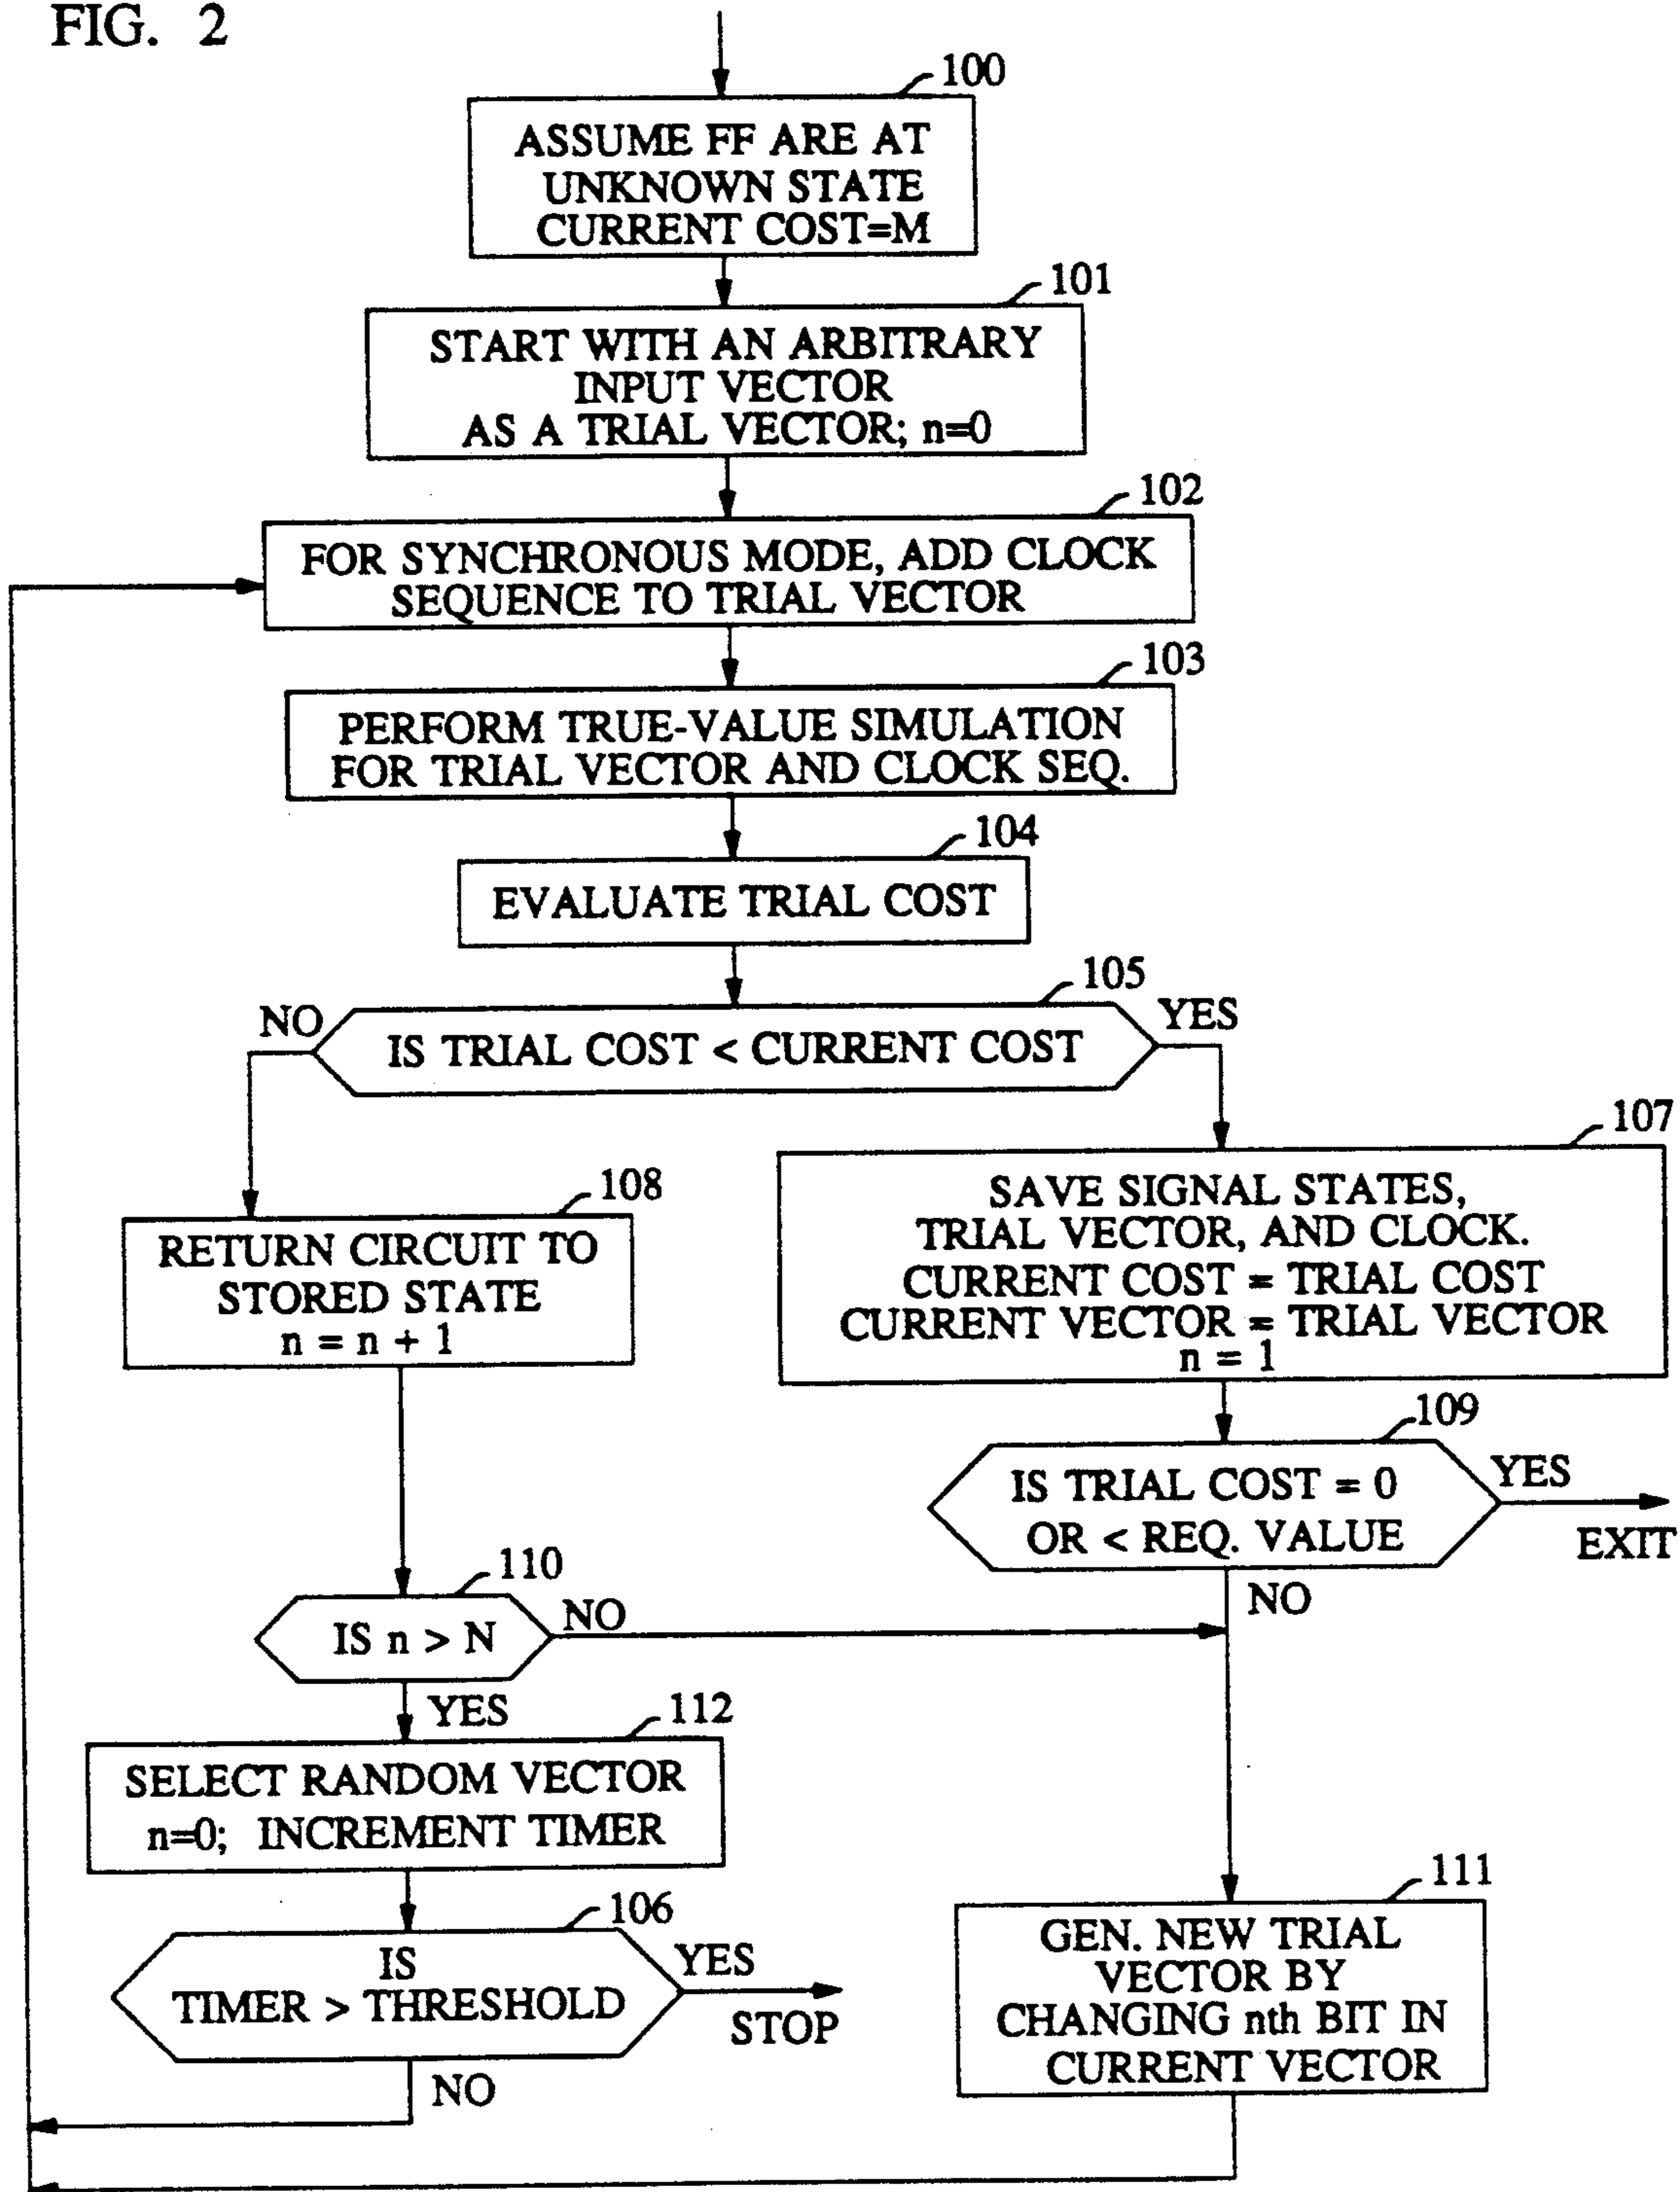 FIG. 2
100
ASSUME FF ARE AT
UNKNOWN STATE
CURRENT COST=M
101
START WITH AN ARBITRARY
INPUT VECTOR
AS A TRIAL VECTOR; n=0
102
FOR SYNCHRONOUS MODE, ADD CLOCK
SEQUENCE TO TRIAL VECTOR
103
PERFORM TRUE-VALUE SIMULATION
FOR TRIAL VECTOR AND CLOCK SEQ.
104
EVALUATE TRIAL COST
105
NO
YES
IS TRIAL COST < CURRENT COST
107
SAVE SIGNAL STATES,
TRIAL VECTOR, AND CLOCK.
CURRENT COST = TRIAL COST
CURRENT VECTOR = TRIAL VECTOR
n = 1
108
RETURN CIRCUIT TO
STORED STATE
n = n + 1
109
IS TRIAL COST = 0
OR < REQ. VALUE
YES
EXIT
NO
110
IS n > N
NO
YES
112
SELECT RANDOM VECTOR
n=0; INCREMENT TIMER
106
IS
TIMER > THRESHOLD
YES
STOP
NO
111
GEN. NEW TRIAL
VECTOR BY
CHANGING nth BIT IN
CURRENT VECTOR